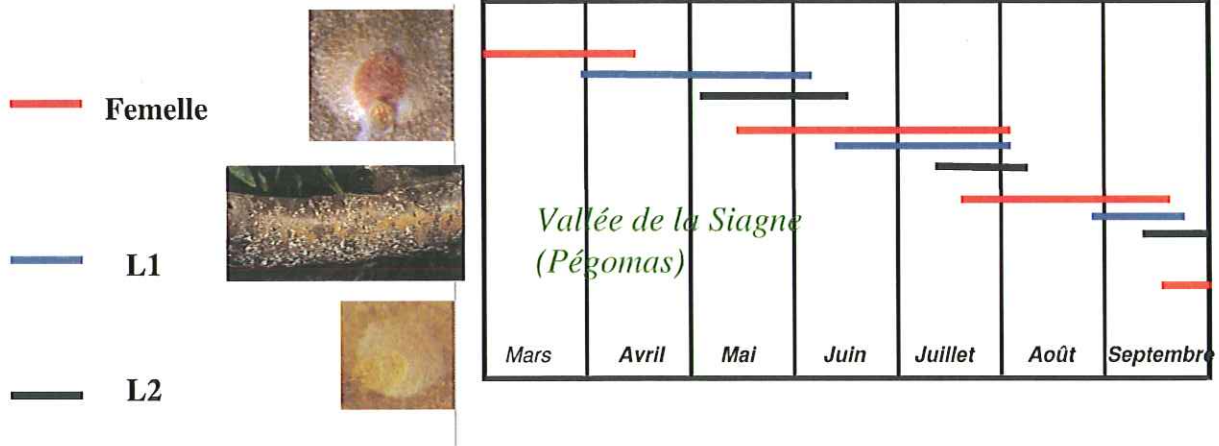 Femelle
L1
L2
Vallée de la Siagne
(Pégomas)
Mars Avril Mai Juin Juillet Août Septembre